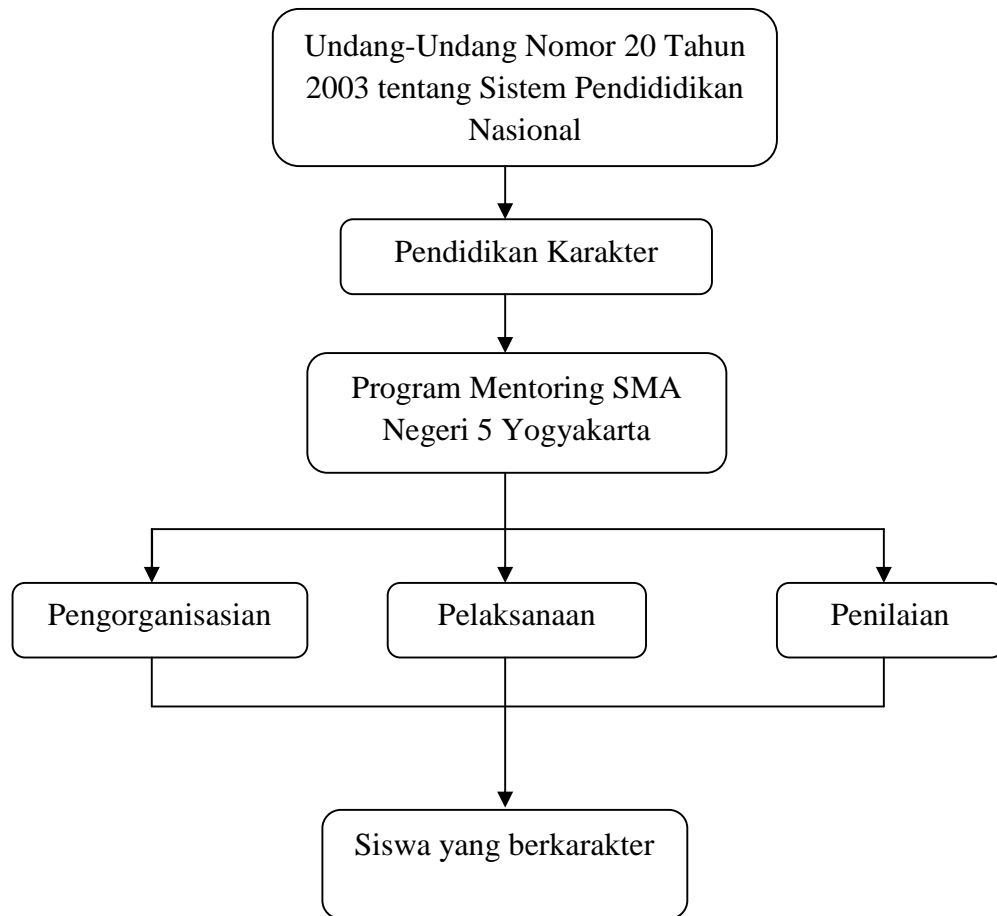 Undang-Undang Nomor 20 Tahun
2003 tentang Sistem Pendididikan
Nasional
Pendidikan Karakter
Program Mentoring SMA
Negeri 5 Yogyakarta
Pengorganisasian
Pelaksanaan
Penilaian
Siswa yang berkarakter